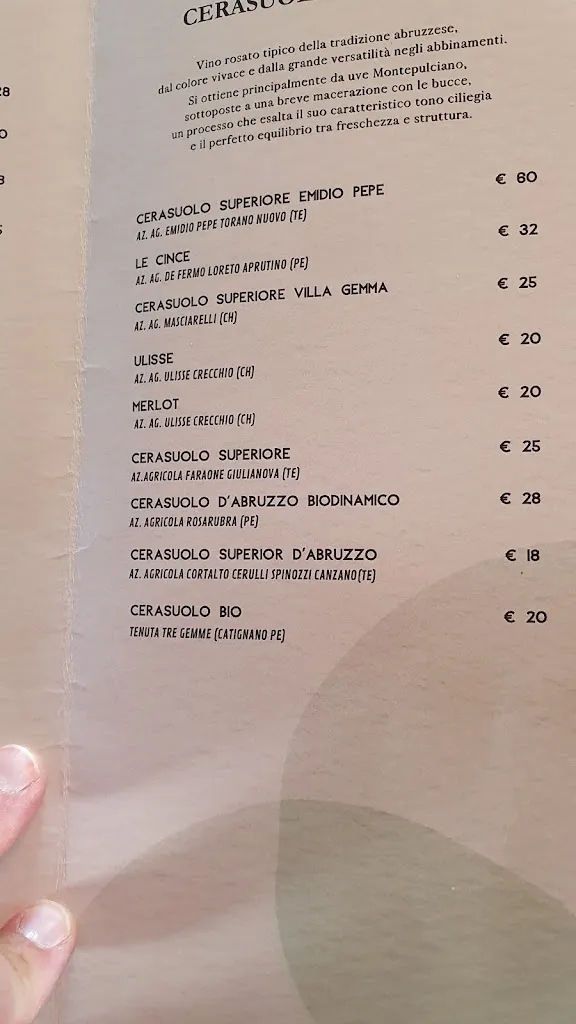 CERASUOL
Vino rosato tipico della tradizione abruzzese,
dal colore vivace e dalla grande versatilità negli abbinamenti.
Si ottiene principalmente da uve Montepulciano,
sottoposte a una breve macerazione con le bucce,
un processo che esalta il suo caratteristico tono ciliegia
e il perfetto equilibrio tra freschezza e struttura.
CERASUOLO SUPERIORE EMIDIO PEPE € 60
AZ. AG. EMIDIO PEPE TORANO NUOVO (TE)
LE CINCE € 32
AZ. AG. DE FERMO LORETO APRUTINO (PE)
CERASUOLO SUPERIORE VILLA GEMMA € 25
AZ. AG. MASCIARELLI (CH)
ULISSE € 20
AZ. AG. ULISSE CRECCHIO (CH)
MERLOT € 20
AZ. AG. ULISSE CRECCHIO (CH)
CERASUOLO SUPERIORE € 25
AZ.AGRICOLA FARAONE GIULIANOVA (TE)
CERASUOLO D'ABRUZZO BIODINAMICO € 28
AZ. AGRICOLA ROSARUBRA (PE)
CERASUOLO SUPERIOR D'ABRUZZO € 18
AZ. AGRICOLA CORTALTO CERULLI SPINOZZI CANZANO(TE)
CERASUOLO BIO € 20
TENUTA TRE GEMME (CATIGNANO PE)